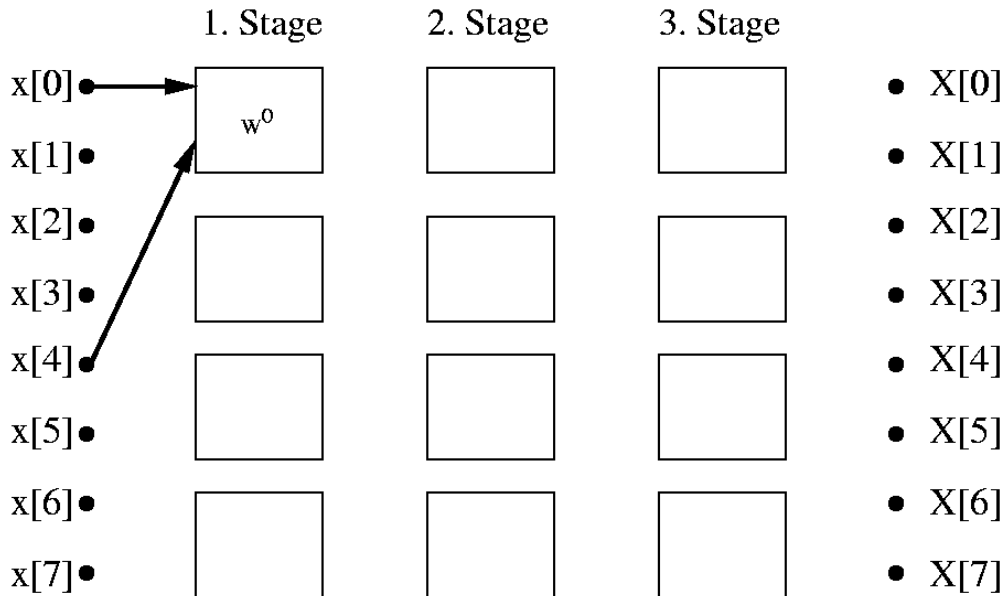 1. Stage 2. Stage 3. Stage
x[0] w⁰ X[0]
x[1] X[1]
x[2] X[2]
x[3] X[3]
x[4] X[4]
x[5] X[5]
x[6] X[6]
x[7] X[7]